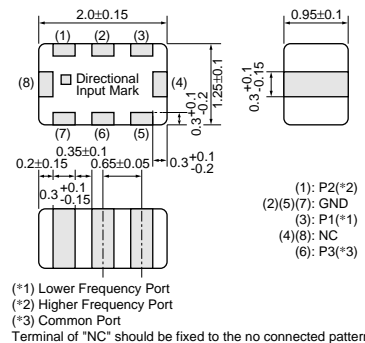 2.0±0.15
0.95±0.1
(1) (2) (3)
(8) Directional Input Mark (4)
(7) (6) (5)
1.25±0.1
0.3+0.1-0.2
0.3+0.1-0.15
0.35±0.1
0.2±0.15 0.65±0.05 0.3+0.1-0.2
0.3+0.1-0.15
(1): P2(*2)
(2)(5)(7): GND
(3): P1(*1)
(4)(8): NC
(6): P3(*3)
(*1) Lower Frequency Port
(*2) Higher Frequency Port
(*3) Common Port
Terminal of "NC" should be fixed to the no connected pattern